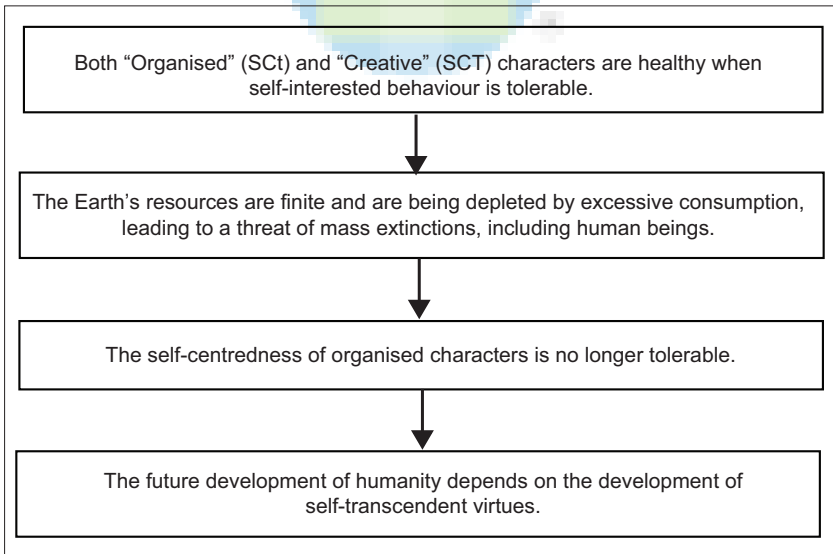 Both “Organised” (SCt) and “Creative” (SCT) characters are healthy when
self-interested behaviour is tolerable.
The Earth’s resources are finite and are being depleted by excessive consumption,
leading to a threat of mass extinctions, including human beings.
The self-centredness of organised characters is no longer tolerable.
The future development of humanity depends on the development of
self-transcendent virtues.